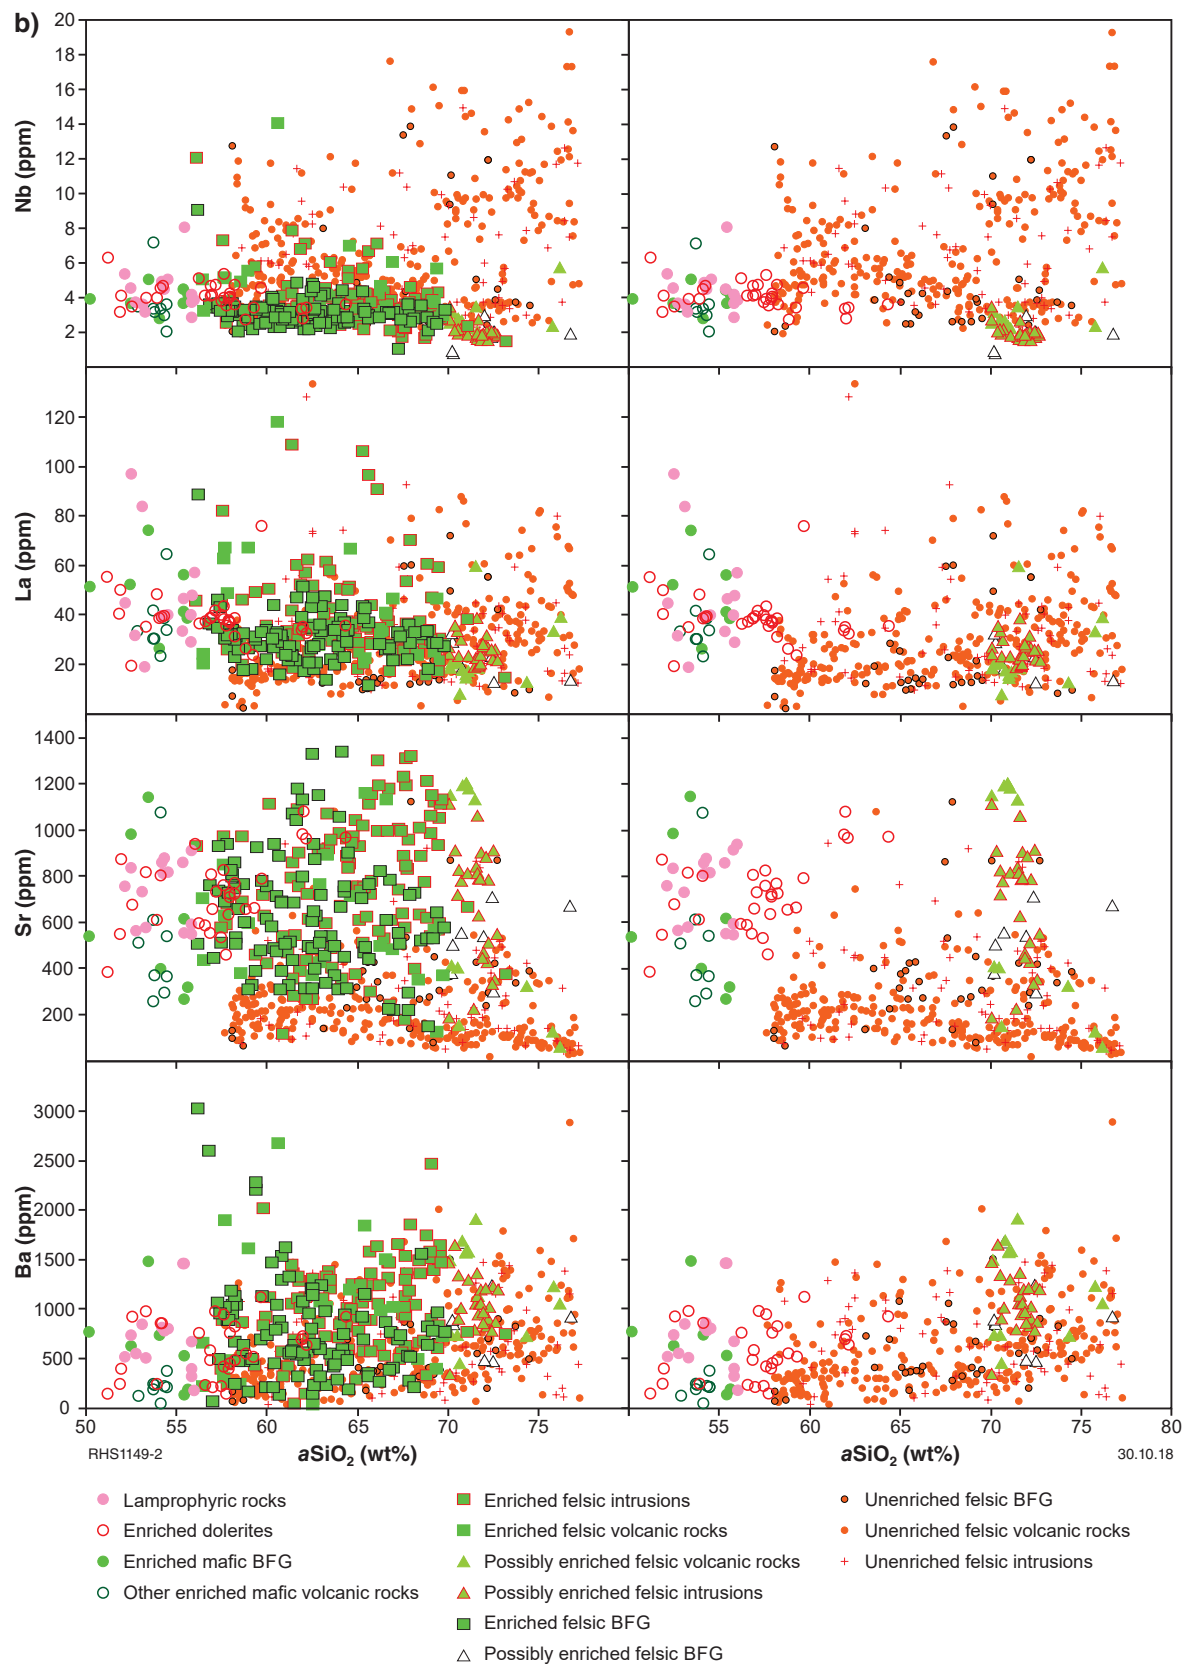 b)
20
18
16
14
12
10
8
6
4
2
Nb (ppm)
120
100
80
60
40
20
La (ppm)
1400
1200
1000
800
600
400
200
Sr (ppm)
3000
2500
2000
1500
1000
500
0
Ba (ppm)
50 55 60 65 70 75 55 60 65 70 75 80
RHS1149-2 aSiO₂ (wt%) aSiO₂ (wt%) 30.10.18
Lamprophyric rocks
Enriched dolerites
Enriched mafic BFG
Other enriched mafic volcanic rocks
Enriched felsic intrusions
Enriched felsic volcanic rocks
Possibly enriched felsic volcanic rocks
Possibly enriched felsic intrusions
Enriched felsic BFG
Possibly enriched felsic BFG
Unenriched felsic BFG
Unenriched felsic volcanic rocks
Unenriched felsic intrusions